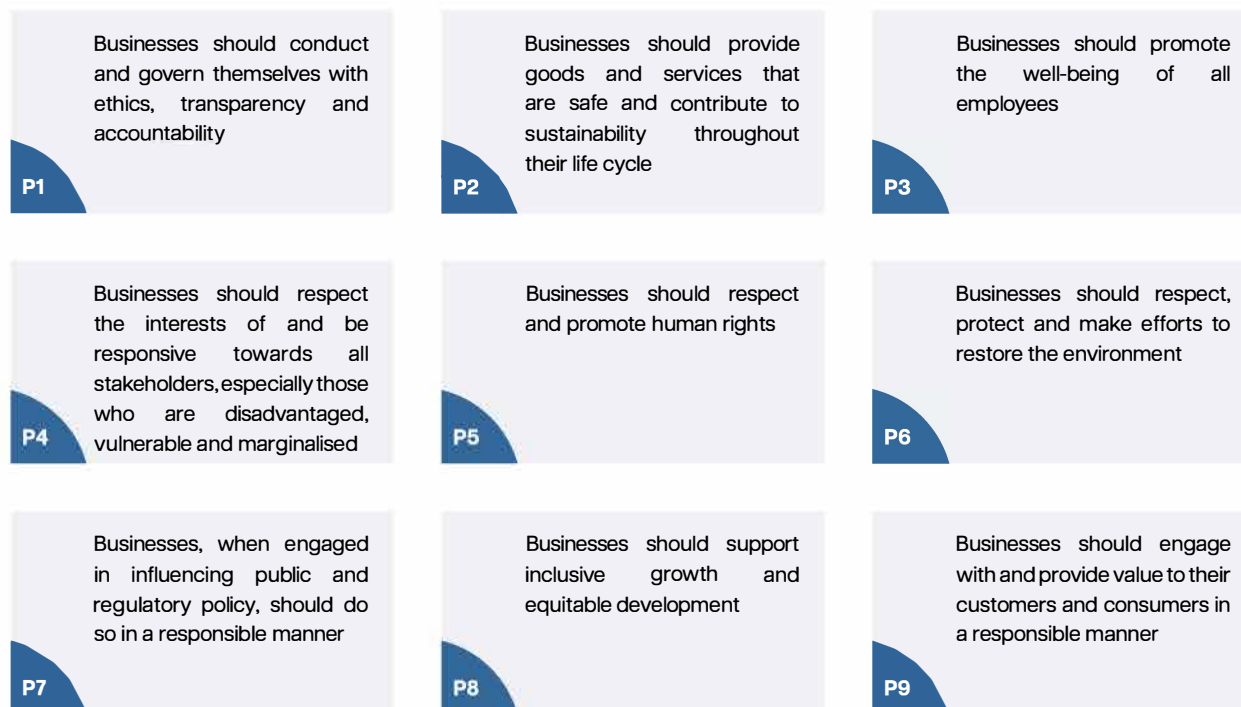 Businesses should conduct
and govern themselves with
ethics, transparency and
accountability
P1
Businesses should provide
goods and services that
are safe and contribute to
sustainability throughout
their life cycle
P2
Businesses should promote
the well-being of all
employees
P3
Businesses should respect
the interests of and be
responsive towards all
stakeholders, especially those
who are disadvantaged,
vulnerable and marginalised
P4
Businesses should respect
and promote human rights
P5
Businesses should respect,
protect and make efforts to
restore the environment
P6
Businesses, when engaged
in influencing public and
regulatory policy, should do
so in a responsible manner
P7
Businesses should support
inclusive growth and
equitable development
P8
Businesses should engage
with and provide value to their
customers and consumers in
a responsible manner
P9